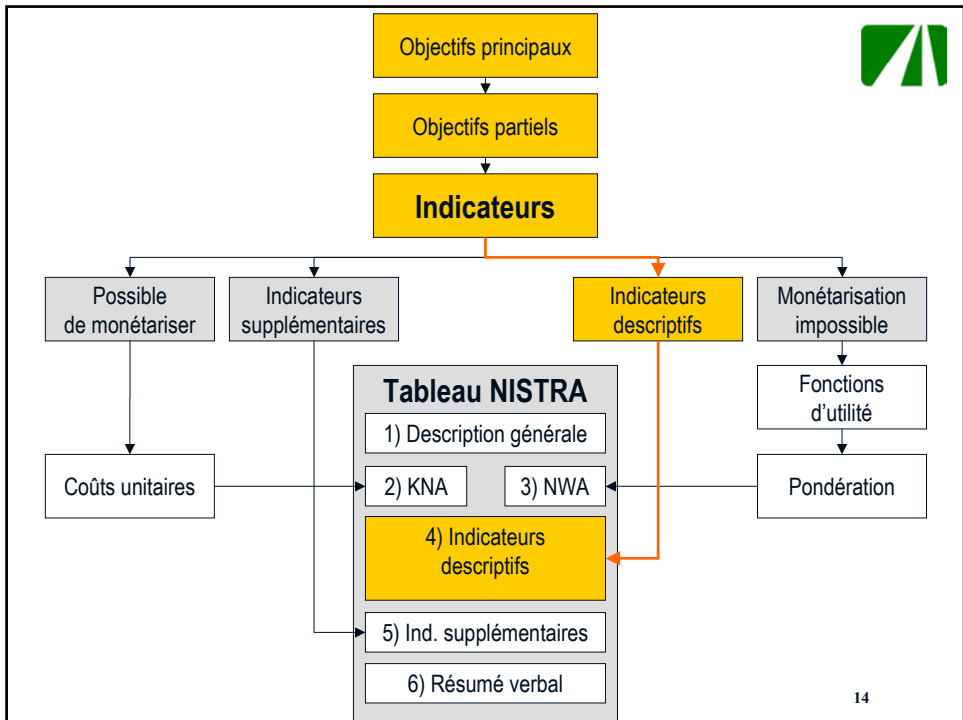 Objectifs principaux
Objectifs partiels
Indicateurs
Possible
de monétariser
Indicateurs
supplémentaires
Indicateurs
descriptifs
Monétarisation
impossible
Tableau NISTRA
Fonctions
d’utilité
1) Description générale
Coûts unitaires
2) KNA
3) NWA
Pondération
4) Indicateurs
descriptifs
5) Ind. supplémentaires
6) Résumé verbal
14